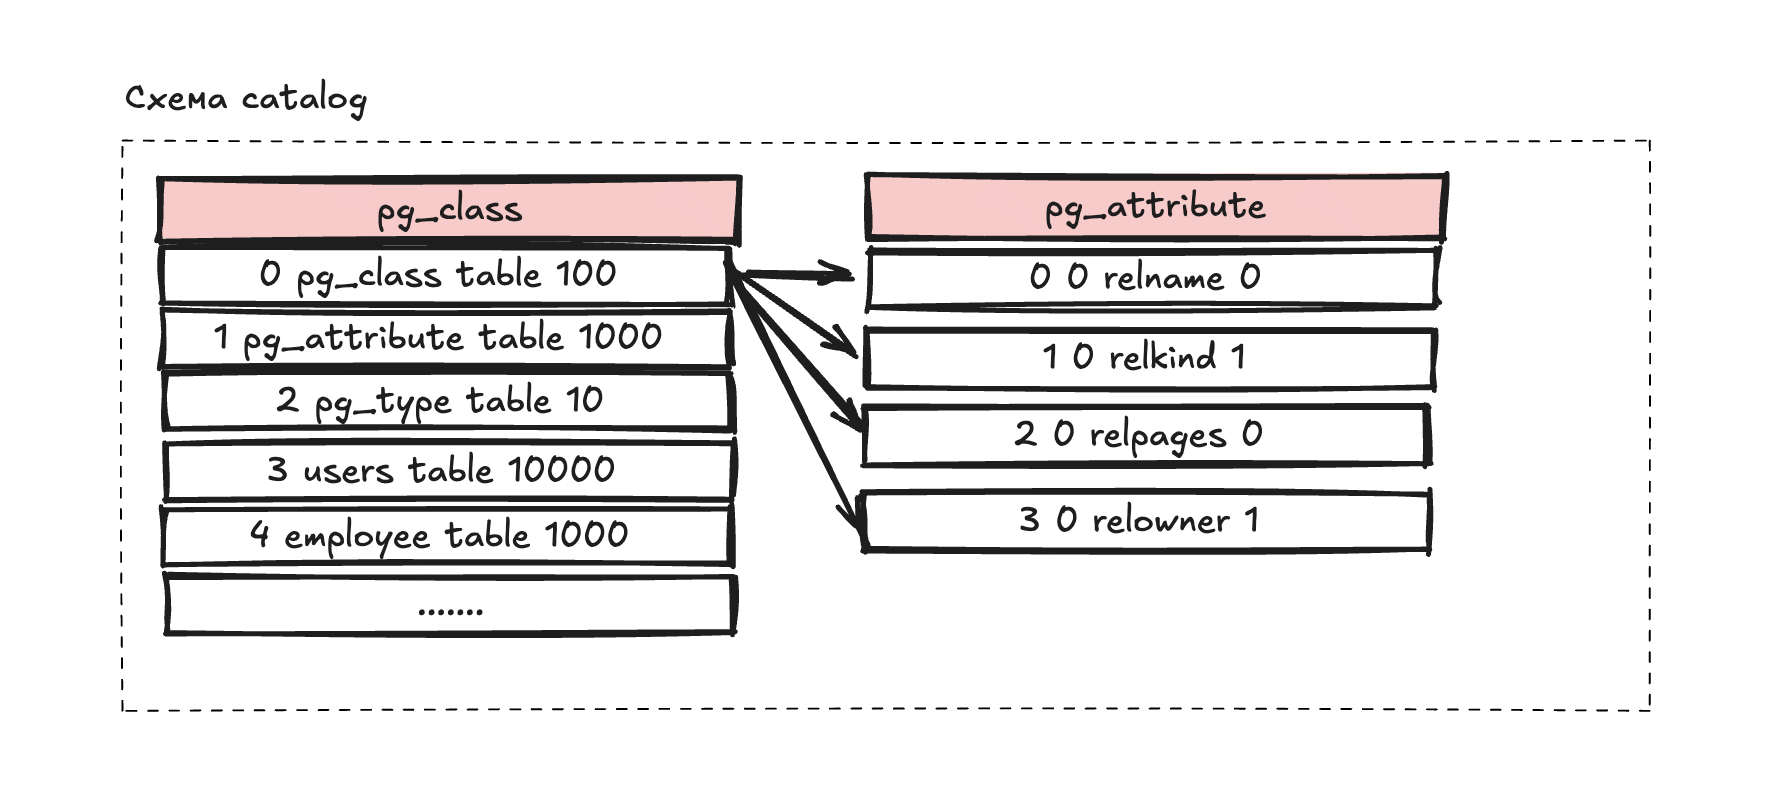 Схема catalog
pg_class
0 pg_class table 100
1 pg_attribute table 1000
2 pg_type table 10
3 users table 10000
4 employee table 1000
.......
pg_attribute
0 0 relname 0
1 0 relkind 1
2 0 relpages 0
3 0 relowner 1